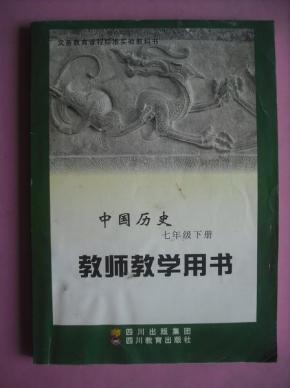 义务教育课程标准实验教科书
中国历史
七年级下册
教师教学用书
四川出版集团
四川教育出版社